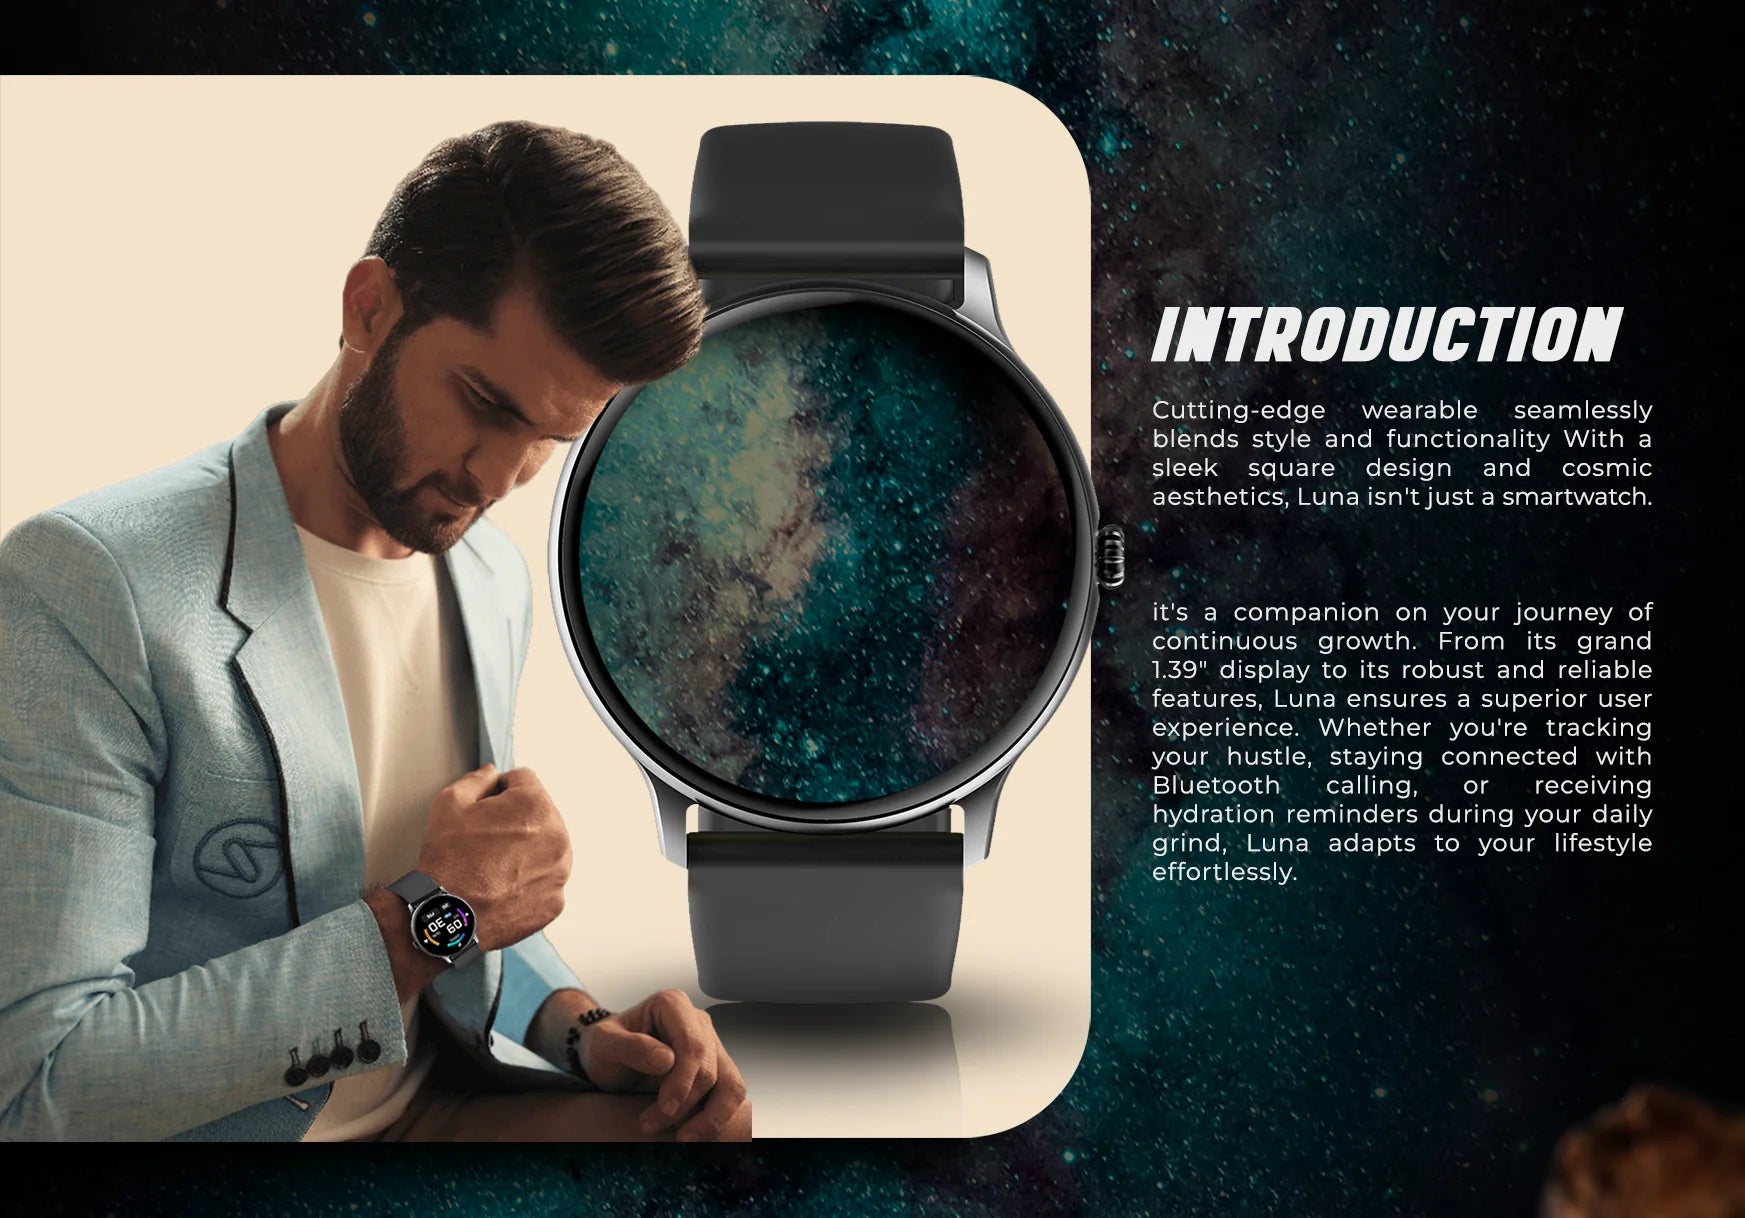 INTRODUCTION
Cutting-edge wearable seamlessly
blends style and functionality With a
sleek square design and cosmic
aesthetics, Luna isn't just a smartwatch.
it's a companion on your journey of
continuous growth. From its grand
1.39" display to its robust and reliable
features, Luna ensures a superior user
experience. Whether you're tracking
your hustle, staying connected with
Bluetooth calling, or receiving
hydration reminders during your daily
grind, Luna adapts to your lifestyle
effortlessly.